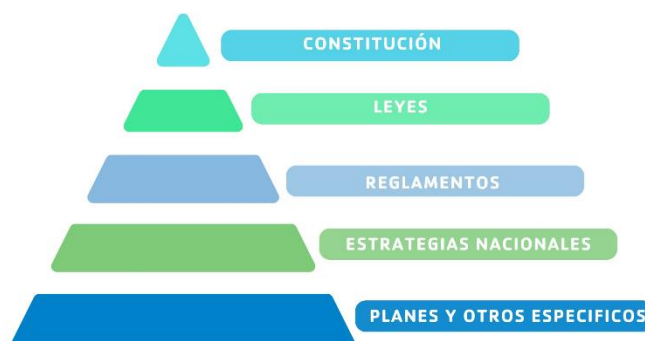 CONSTITUCIÓN
LEYES
REGLAMENTOS
ESTRATEGIAS NACIONALES
PLANES Y OTROS ESPECIFICOS